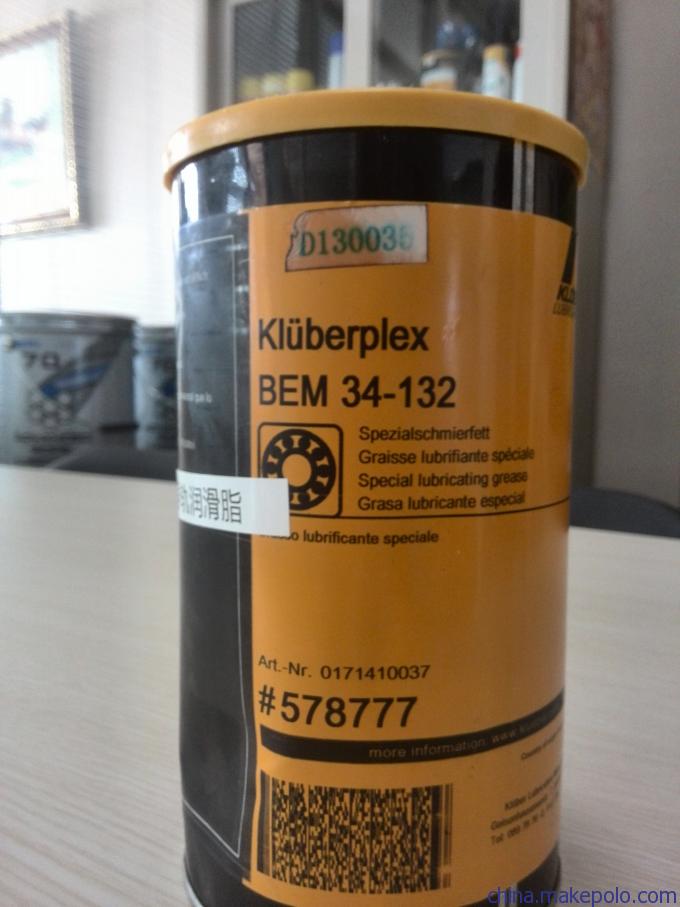 D130035
Klüberplex
BEM 34-132
Spezialschmierfett
Graisse lubrifiante spéciale
Special lubricating grease
Grasa lubricante especial
润滑脂
lubrificante speciale
Art.-Nr. 0171410037
#578777
more information: www.
70
china.makepolo.com